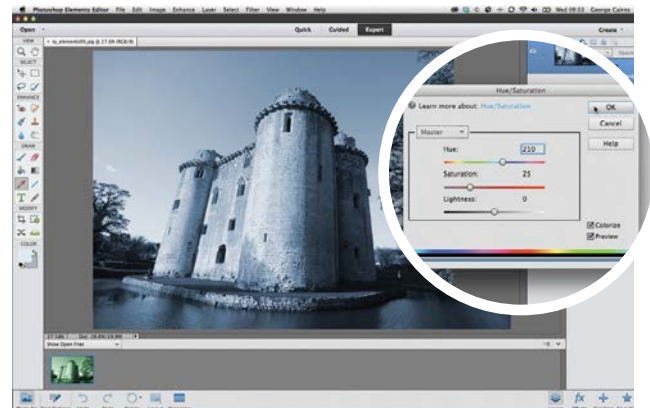 Photoshop Elements Editor File Edit Image Enhance Layer Select Filter View Window Help
Wed 09:03 George Cairns
Open
Quick Guided Expert
Create
VIEW
SELECT
ENHANCE
DRAW
MODIFY
COLOR
Hue/Saturation
Learn more about: Hue/Saturation
OK
Cancel
Help
Master
Hue: 210
Saturation: 25
Lightness: 0
Colorize
Preview
Show Open Files